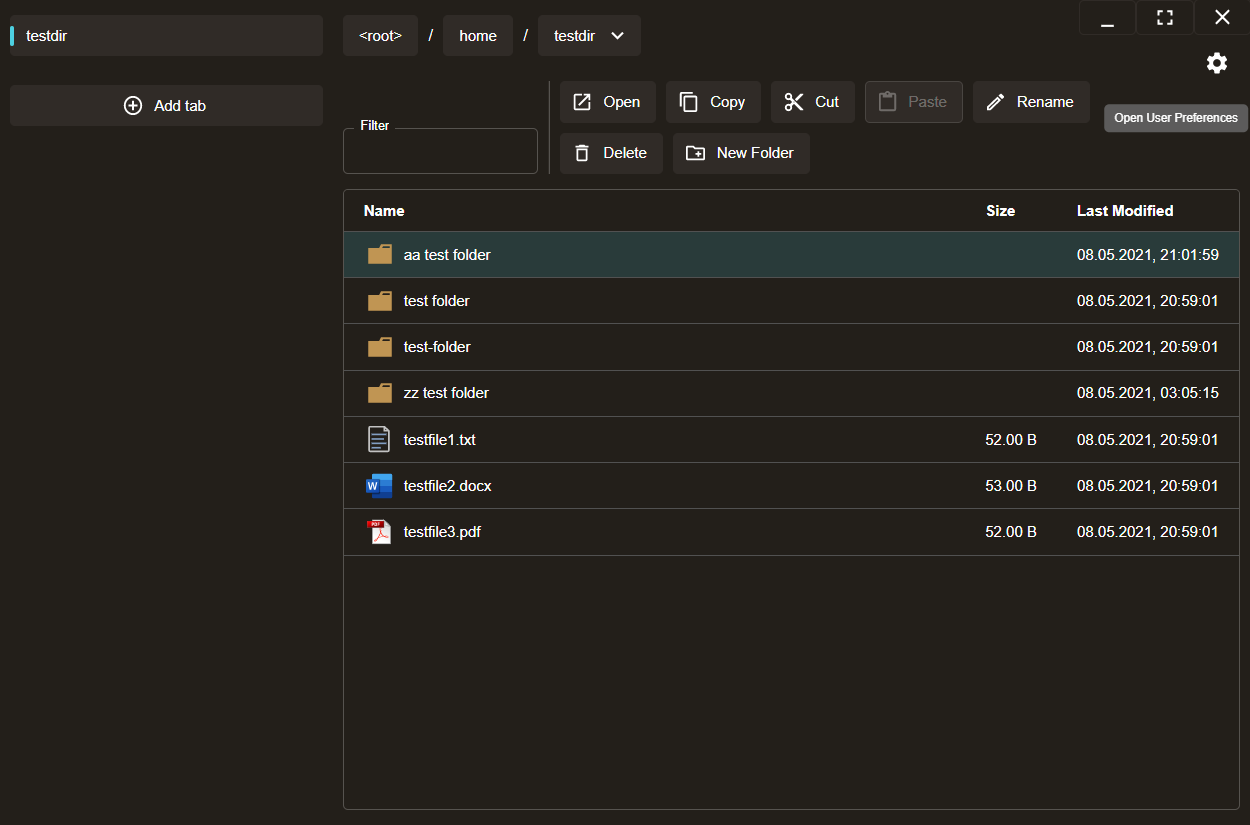 testdir
<root> / home / testdir
Add tab
Open Copy Cut Paste Rename
Open User Preferences
Filter
Delete New Folder
Name Size Last Modified
aa test folder 08.05.2021, 21:01:59
test folder 08.05.2021, 20:59:01
test-folder 08.05.2021, 20:59:01
zz test folder 08.05.2021, 03:05:15
testfile1.txt 52.00 B 08.05.2021, 20:59:01
W testfile2.docx 53.00 B 08.05.2021, 20:59:01
PDF testfile3.pdf 52.00 B 08.05.2021, 20:59:01